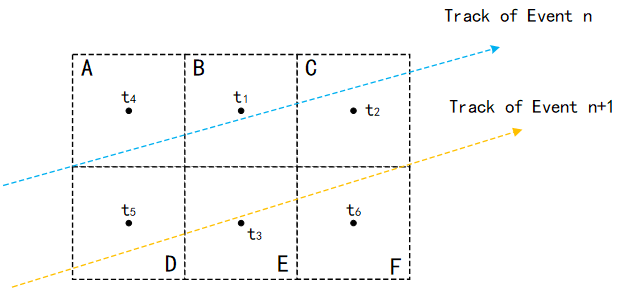 Track of Event n
A B C
t4 t1 t2
Track of Event n+1
t5 t3 t6
D E F